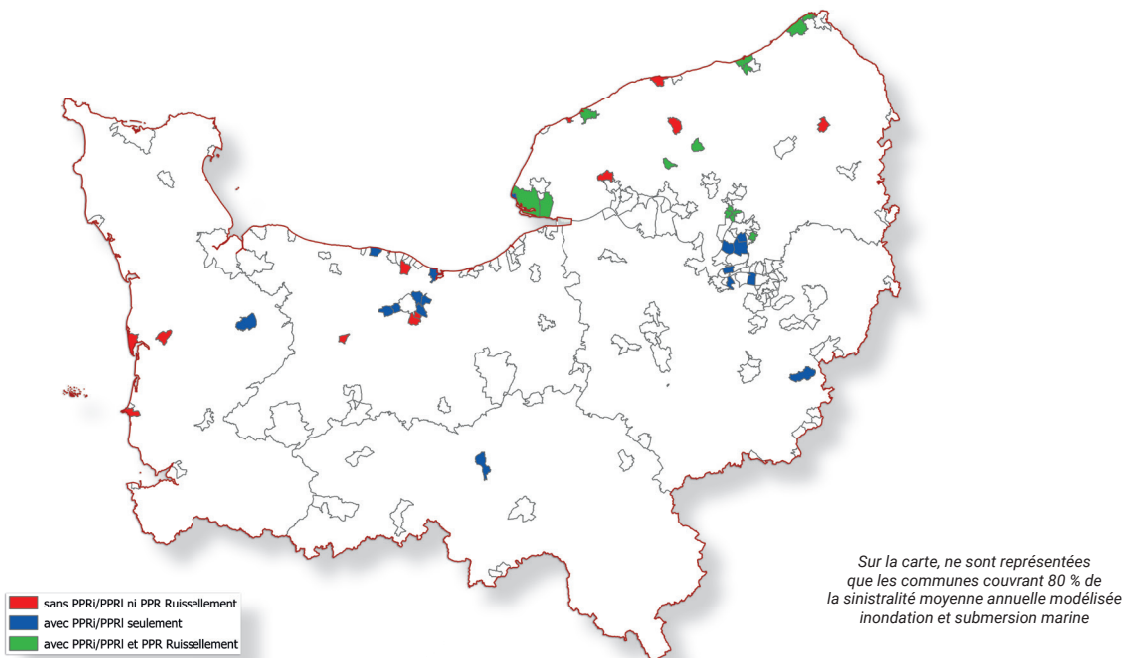 Sur la carte, ne sont représentées
que les communes couvrant 80 % de
la sinistralité moyenne annuelle modélisée
inondation et submersion marine
sans PPRi/PPRl ni PPR Ruissellement
avec PPRi/PPRl seulement
avec PPRi/PPRl et PPR Ruissellement